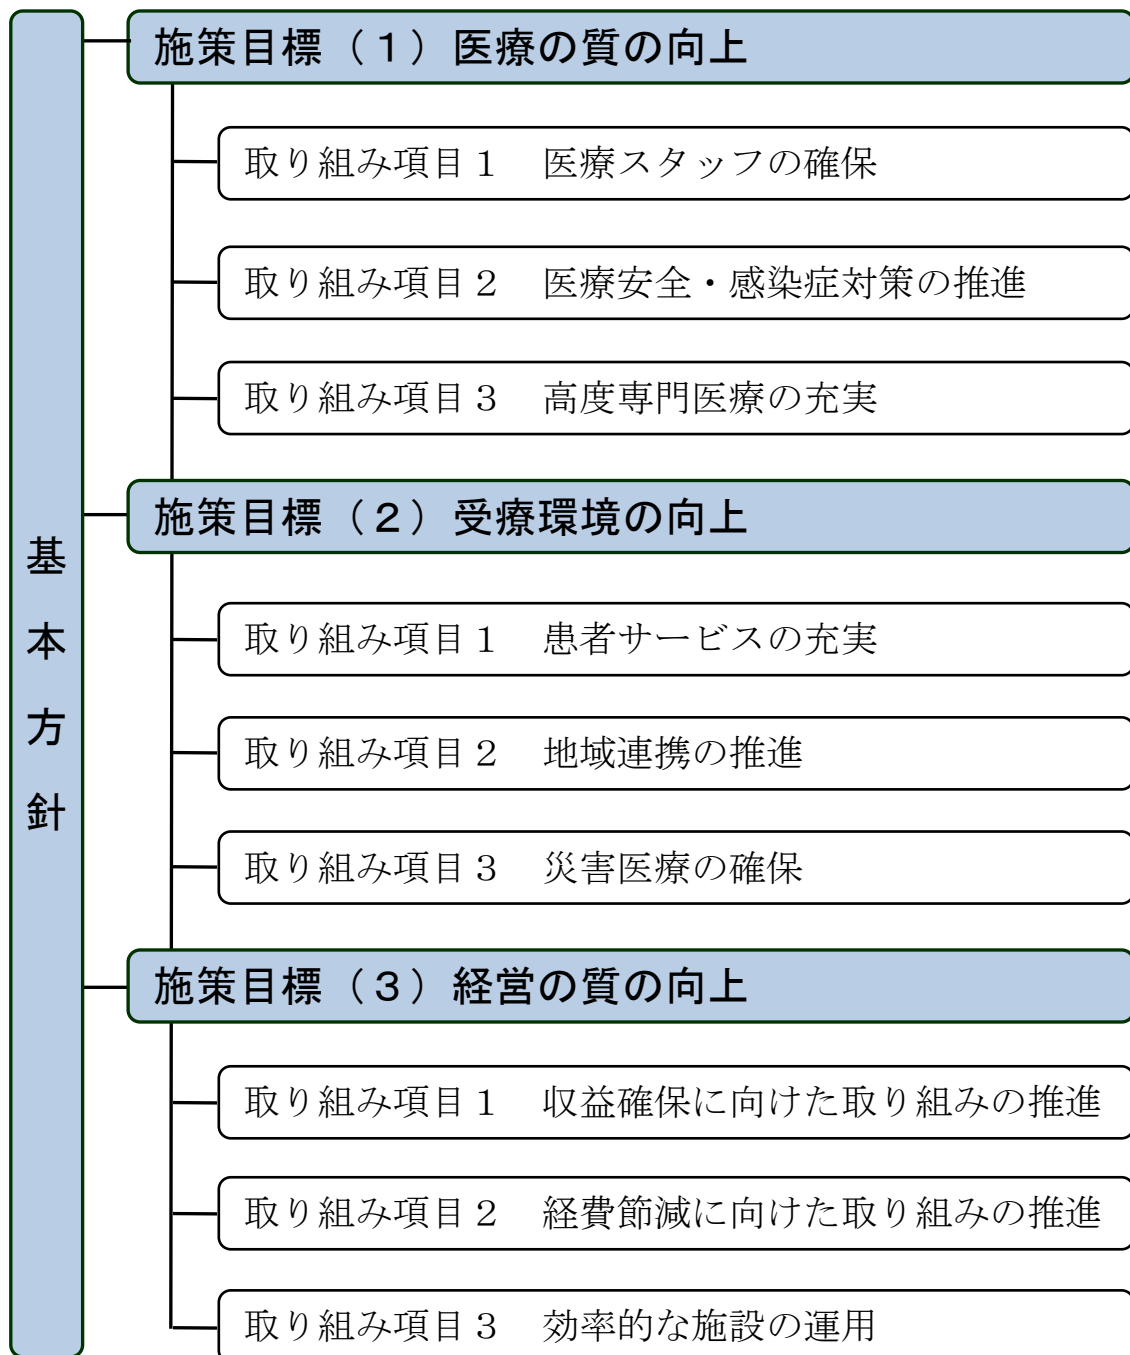 基本方針
施策目標（１）医療の質の向上
取り組み項目１　医療スタッフの確保
取り組み項目２　医療安全・感染症対策の推進
取り組み項目３　高度専門医療の充実
施策目標（２）受療環境の向上
取り組み項目１　患者サービスの充実
取り組み項目２　地域連携の推進
取り組み項目３　災害医療の確保
施策目標（３）経営の質の向上
取り組み項目１　収益確保に向けた取り組みの推進
取り組み項目２　経費節減に向けた取り組みの推進
取り組み項目３　効率的な施設の運用